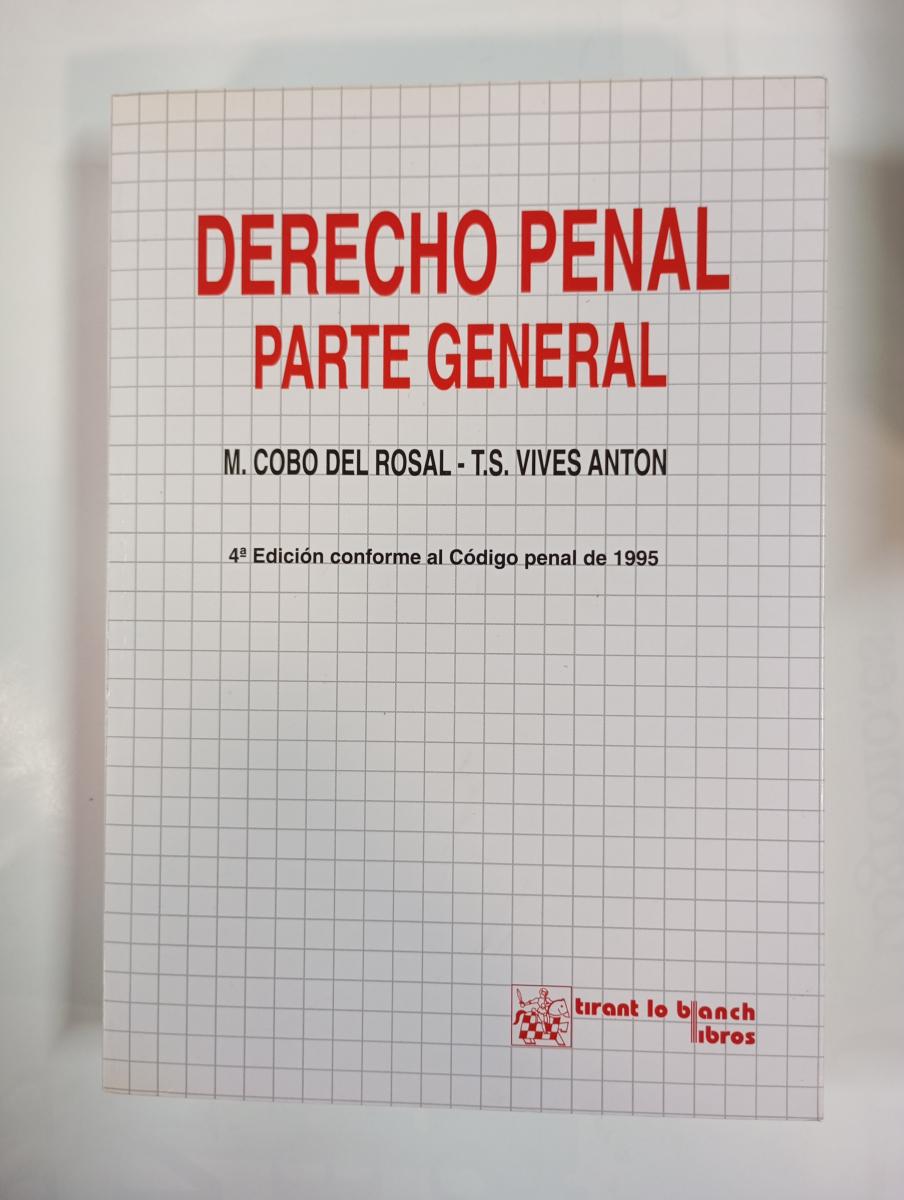 DERECHO PENAL
PARTE GENERAL
M. COBO DEL ROSAL - T.S. VIVES ANTON
4ª Edición conforme al Código penal de 1995
tirant lo blanch
libros